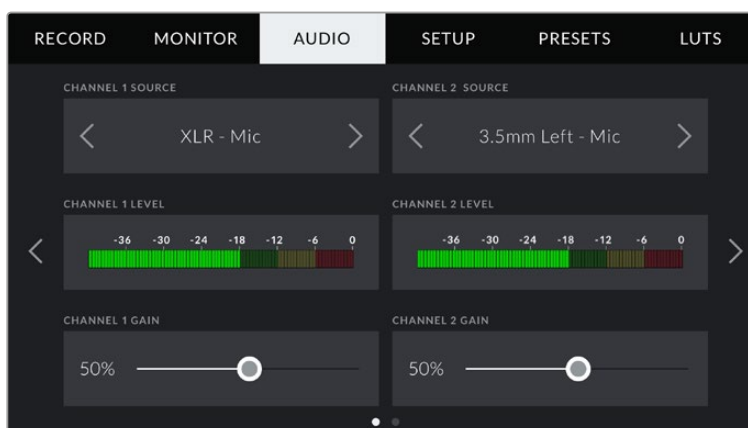 RECORD MONITOR AUDIO SETUP PRESETS LUTS
CHANNEL 1 SOURCE CHANNEL 2 SOURCE
XLR - Mic 3.5mm Left - Mic
CHANNEL 1 LEVEL CHANNEL 2 LEVEL
-36 -30 -24 -18 -12 -6 0 -36 -30 -24 -18 -12 -6 0
CHANNEL 1 GAIN CHANNEL 2 GAIN
50% 50%